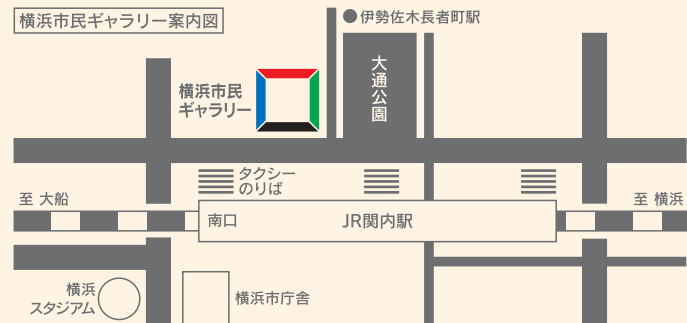 横浜市民ギャラリー案内図
●伊勢佐木長者町駅
大通公園
横浜市民
ギャラリー
タクシー
のりば
至 大船
至 横浜
南口
JR関内駅
横浜
スタジアム
横浜市庁舎